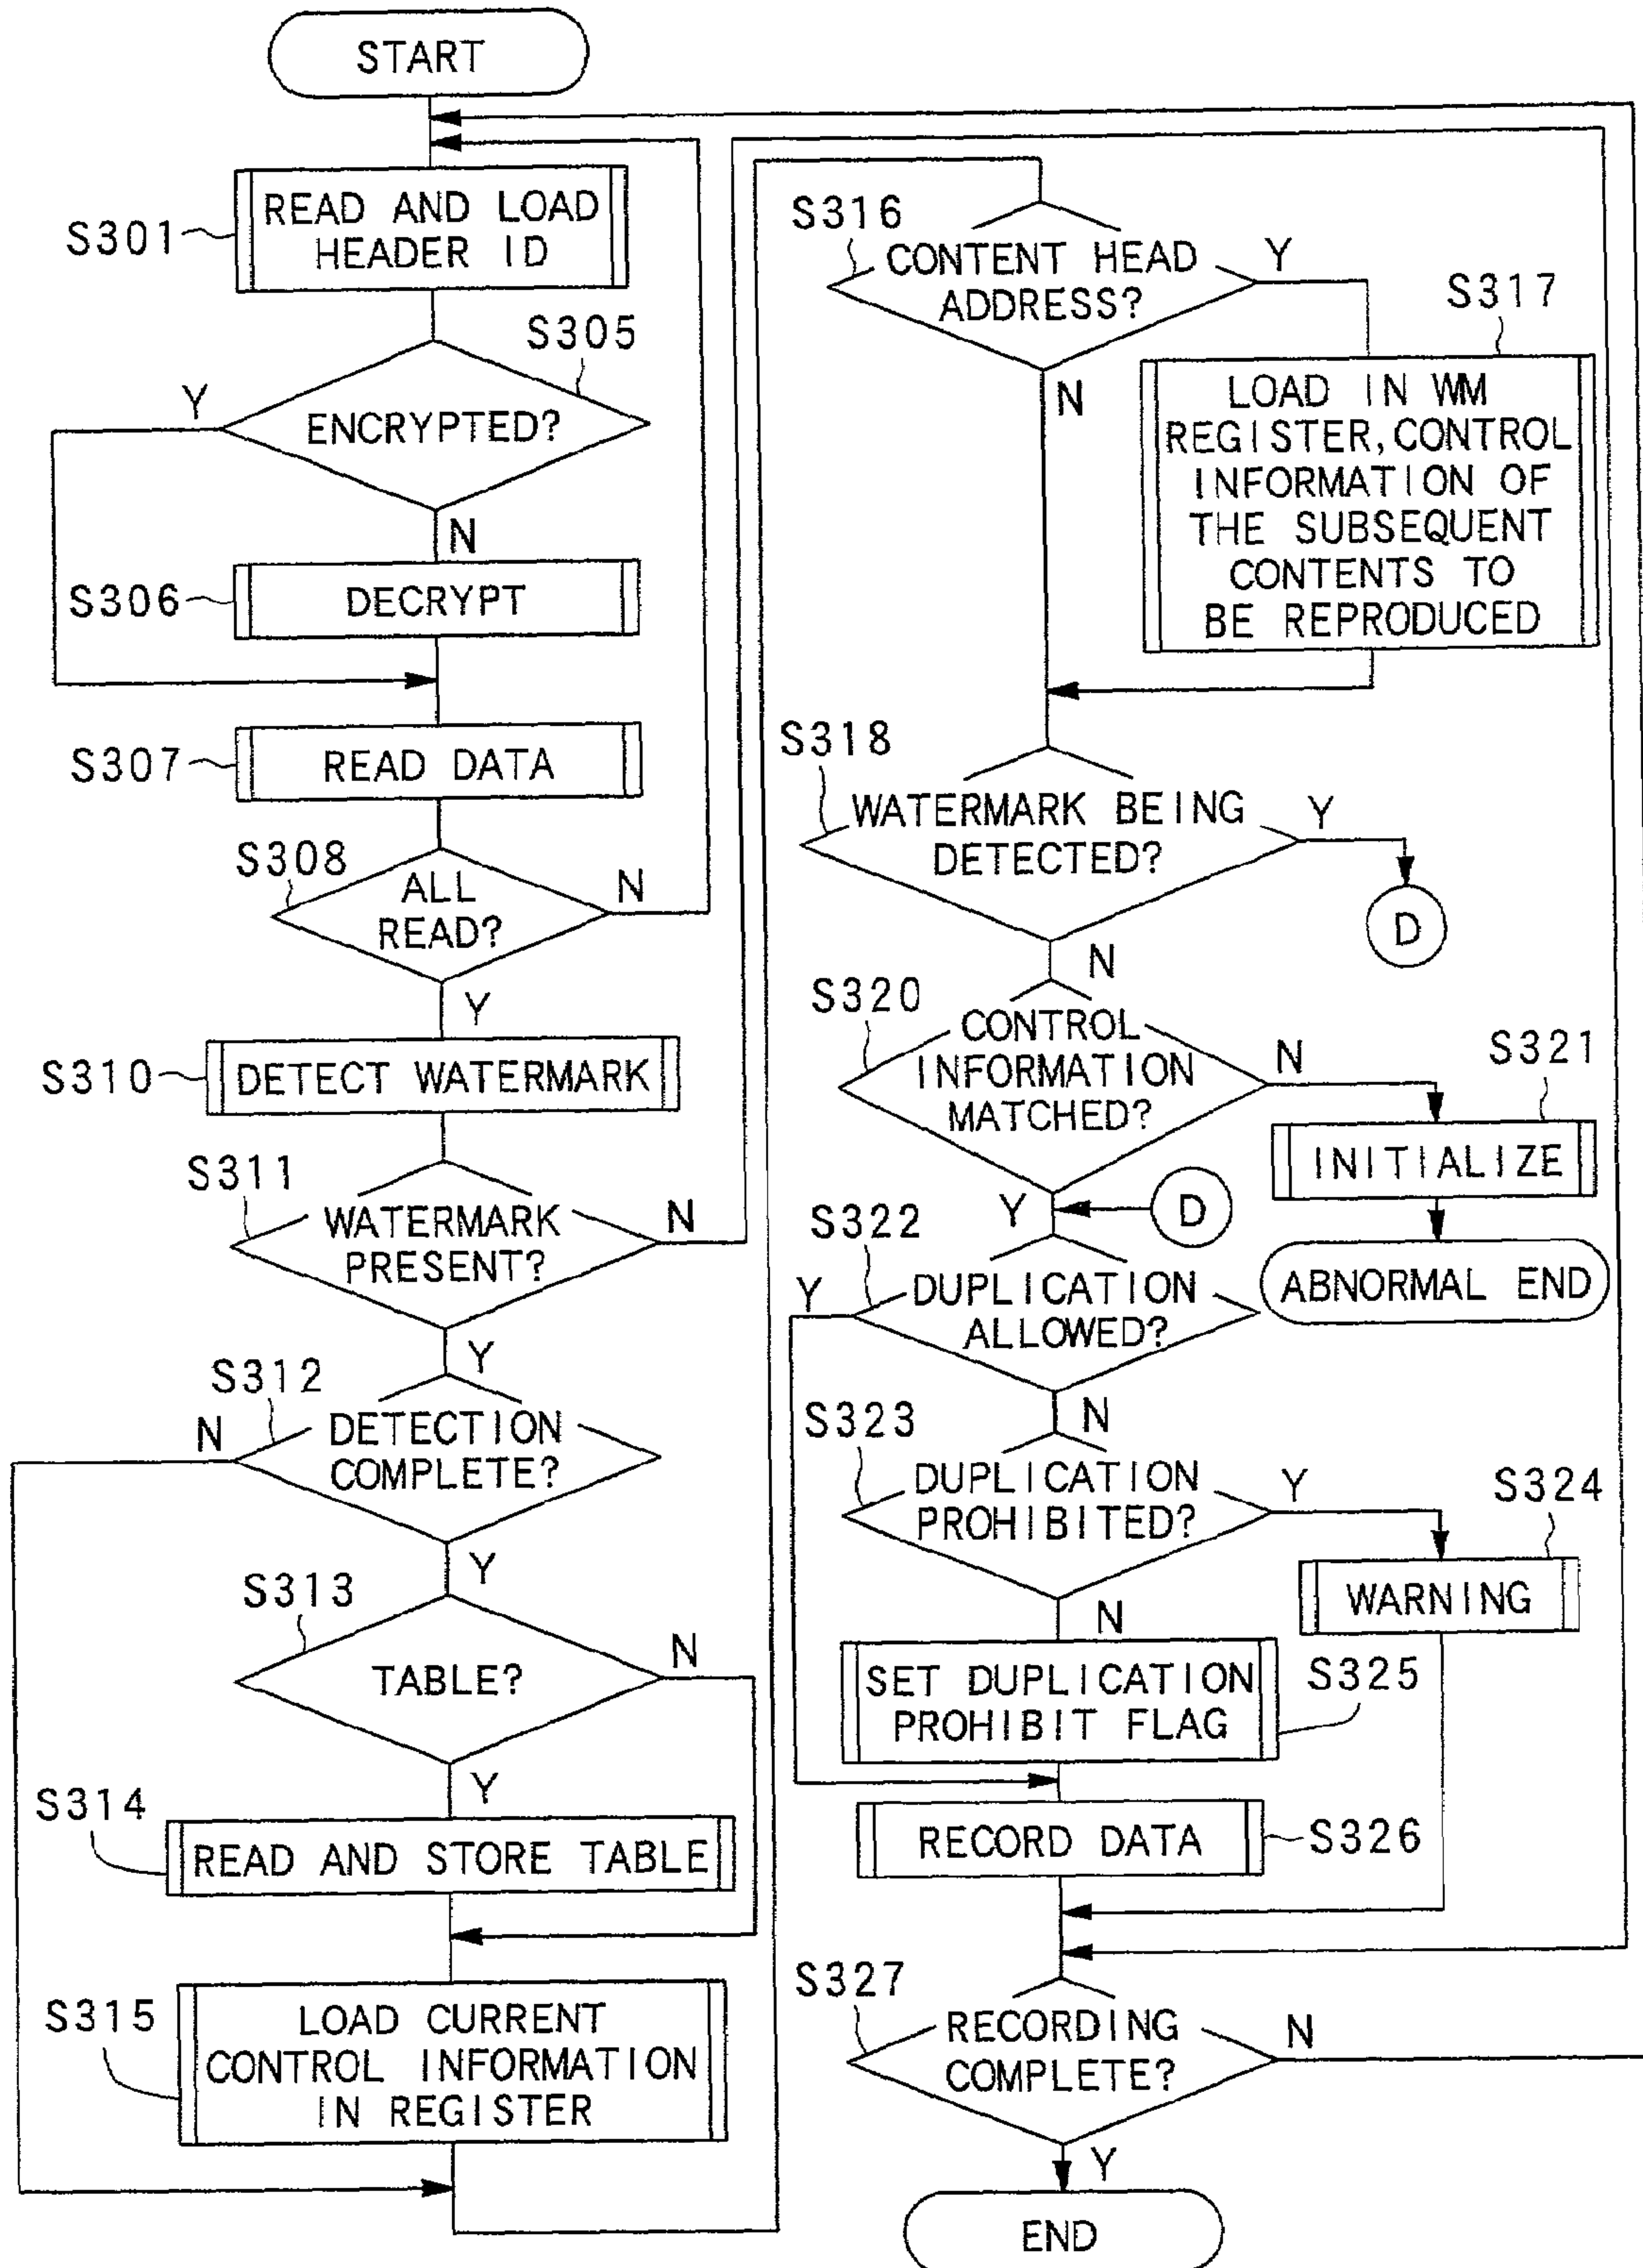 START
S301
READ AND LOAD
HEADER ID
S305
Y
ENCRYPTED?
N
S306
DECRYPT
S307
READ DATA
S308
ALL
READ?
N
Y
S310
DETECT WATERMARK
S311
WATERMARK
PRESENT?
N
Y
S312
N
DETECTION
COMPLETE?
Y
S313
TABLE?
N
Y
S314
READ AND STORE TABLE
S315
LOAD CURRENT
CONTROL INFORMATION
IN REGISTER
S316
CONTENT HEAD
ADDRESS?
Y
N
S317
LOAD IN WM
REGISTER, CONTROL
INFORMATION OF
THE SUBSEQUENT
CONTENTS TO
BE REPRODUCED
S318
WATERMARK BEING
DETECTED?
Y
D
N
S320
CONTROL
INFORMATION
MATCHED?
N
S321
INITIALIZE
ABNORMAL END
Y
D
S322
Y
DUPLICATION
ALLOWED?
N
S323
DUPLICATION
PROHIBITED?
Y
S324
WARNING
N
SET DUPLICATION
PROHIBIT FLAG
S325
RECORD DATA
S326
S327
RECORDING
COMPLETE?
N
Y
END